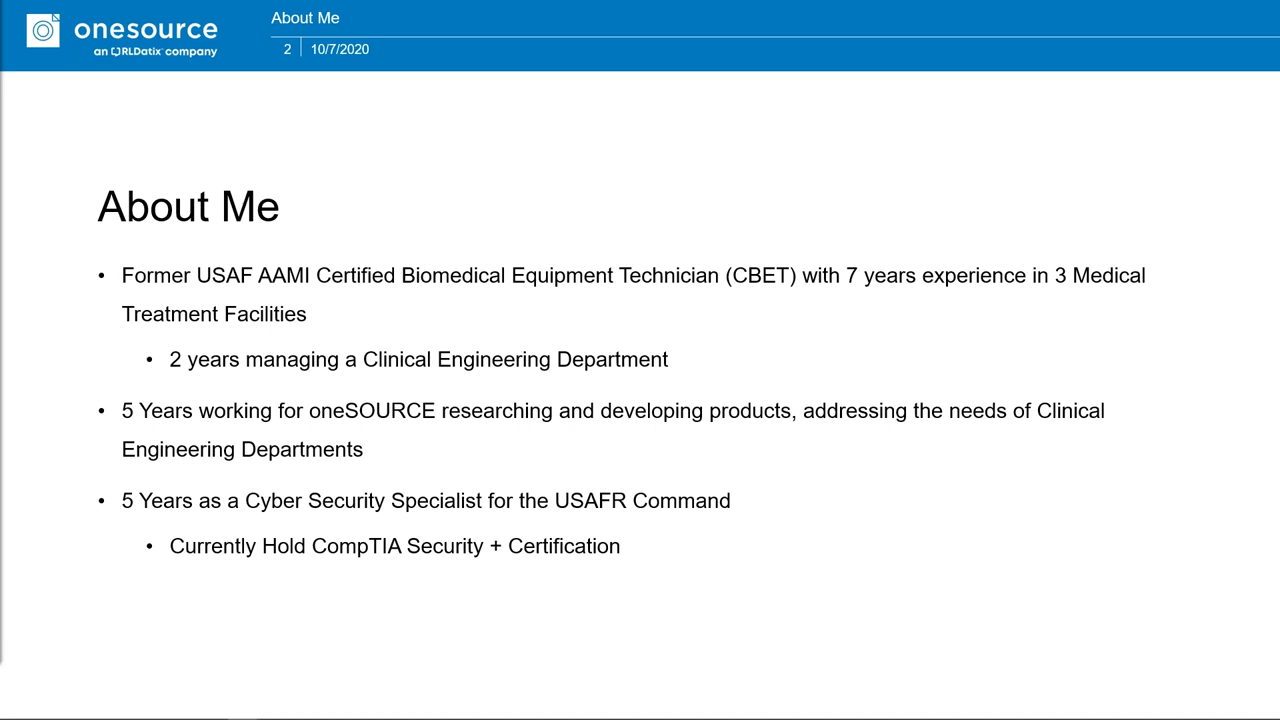 onesource
an RLDatix company
About Me
2
10/7/2020
About Me
• Former USAF AAMI Certified Biomedical Equipment Technician (CBET) with 7 years experience in 3 Medical
Treatment Facilities
• 2 years managing a Clinical Engineering Department
• 5 Years working for oneSOURCE researching and developing products, addressing the needs of Clinical
Engineering Departments
• 5 Years as a Cyber Security Specialist for the USAFR Command
• Currently Hold CompTIA Security + Certification